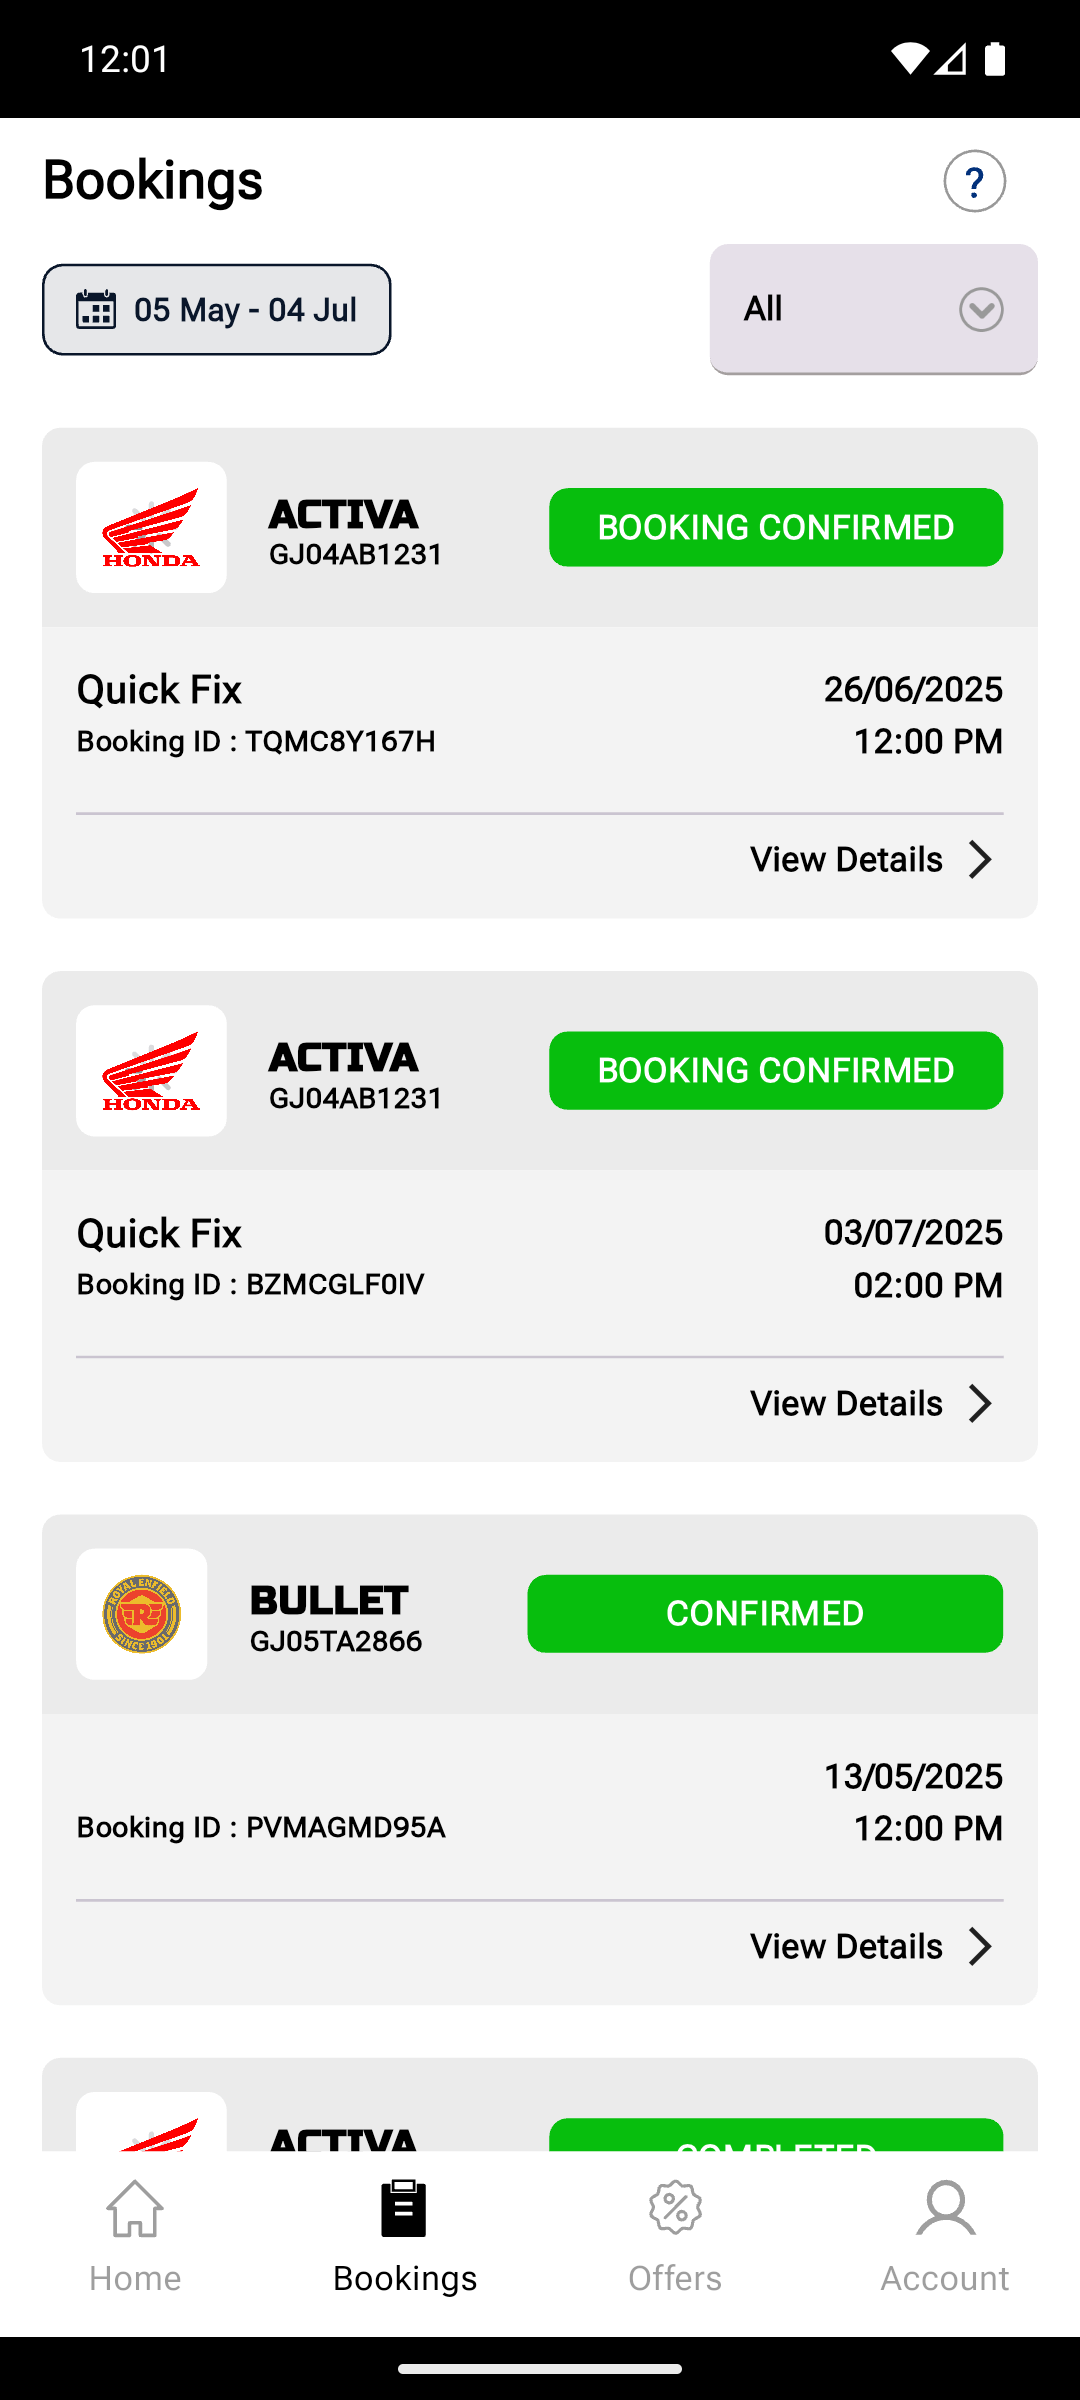 12:01
Bookings
?
05 May - 04 Jul
All
HONDA
ACTIVA
GJ04AB1231
BOOKING CONFIRMED
Quick Fix
26/06/2025
Booking ID : TQMC8Y167H
12:00 PM
View Details
HONDA
ACTIVA
GJ04AB1231
BOOKING CONFIRMED
Quick Fix
03/07/2025
Booking ID : BZMCGLF0IV
02:00 PM
View Details
ROYAL ENFIELD
R
SINCE 1901
BULLET
GJ05TA2866
CONFIRMED
13/05/2025
Booking ID : PVMAGMD95A
12:00 PM
View Details
ACTIVA
COMPLETED
Home
Bookings
Offers
Account